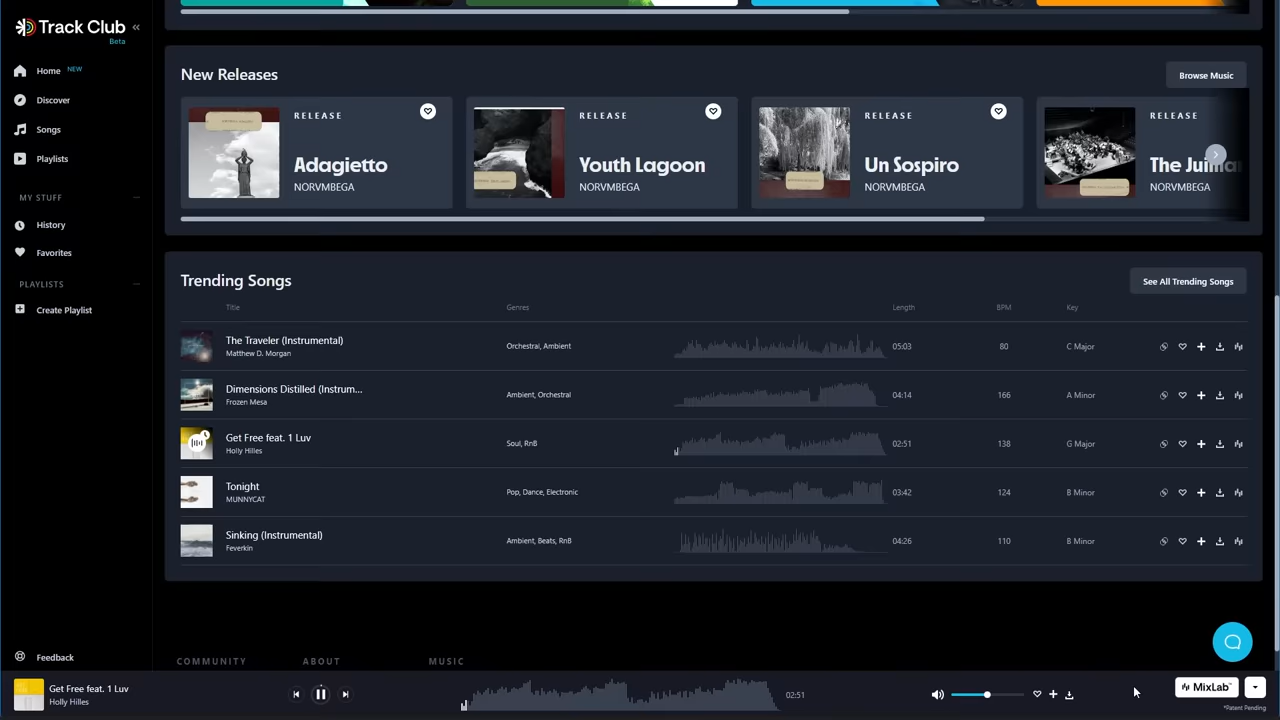 Track Club
Beta
Home NEW
Discover
Songs
Playlists
MY STUFF
History
Favorites
PLAYLISTS
Create Playlist
Feedback
New Releases
Browse Music
RELEASE
Adagietto
NORVMBEGA
RELEASE
Youth Lagoon
NORVMBEGA
RELEASE
Un Sospiro
NORVMBEGA
RELEASE
NORVMBEGA
Trending Songs
See All Trending Songs
Title Genres Length BPM Key
The Traveler (Instrumental)
Matthew D. Morgan
Orchestral, Ambient 05:03 80 C Major
Dimensions Distilled (Instrum...
Frozen Mesa
Ambient, Orchestral 04:14 166 A Minor
Get Free feat. 1 Luv
Holly Hilles
Soul, RnB 02:51 138 G Major
Tonight
MUNNYCAT
Pop, Dance, Electronic 03:42 124 B Minor
Sinking (Instrumental)
Feverkin
Ambient, Beats, RnB 04:26 110 B Minor
COMMUNITY ABOUT MUSIC
Get Free feat. 1 Luv
Holly Hilles
02:51
MixLab™
*Patent Pending